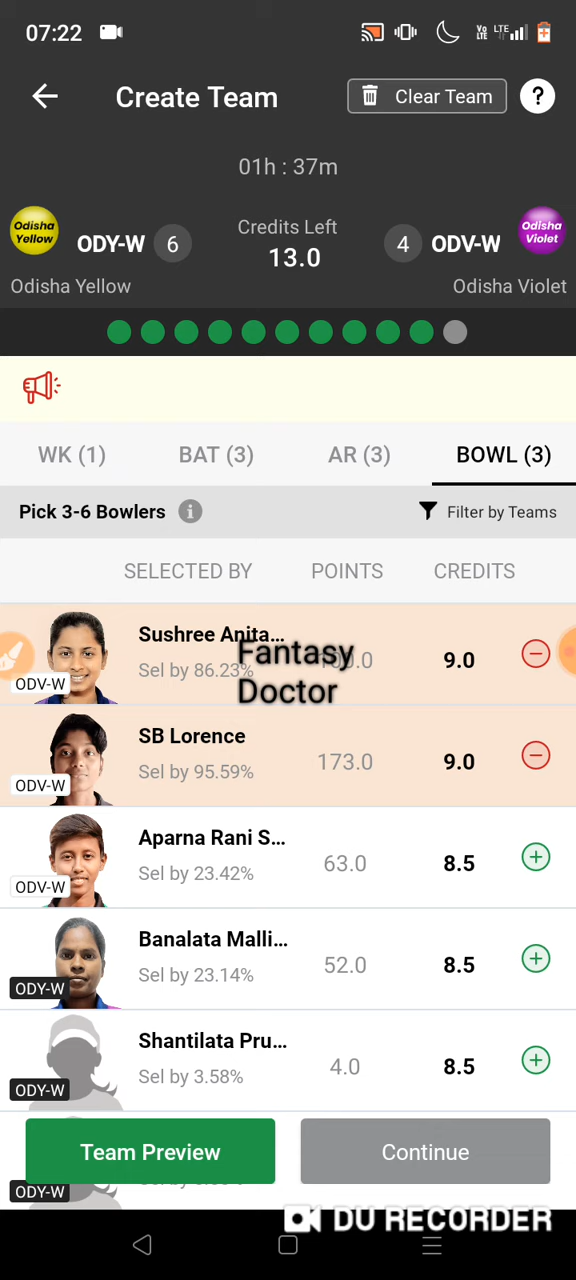 07:22
Vo LTE LTE
Create Team
Clear Team
?
01h : 37m
Odisha Yellow
ODY-W 6
Credits Left
13.0
4 ODV-W
Odisha Violet
Odisha Yellow
Odisha Violet
WK (1) BAT (3) AR (3) BOWL (3)
Pick 3-6 Bowlers i
Filter by Teams
SELECTED BY POINTS CREDITS
Sushree Anita...
Sel by 86.23%
9.0
ODV-W
Fantasy
Doctor
SB Lorence
Sel by 95.59%
173.0
9.0
ODV-W
Aparna Rani S...
Sel by 23.42%
63.0
8.5
ODV-W
Banalata Malli...
Sel by 23.14%
52.0
8.5
ODY-W
Shantilata Pru...
Sel by 3.58%
4.0
8.5
ODY-W
Team Preview
Continue
ODY-W
DU RECORDER